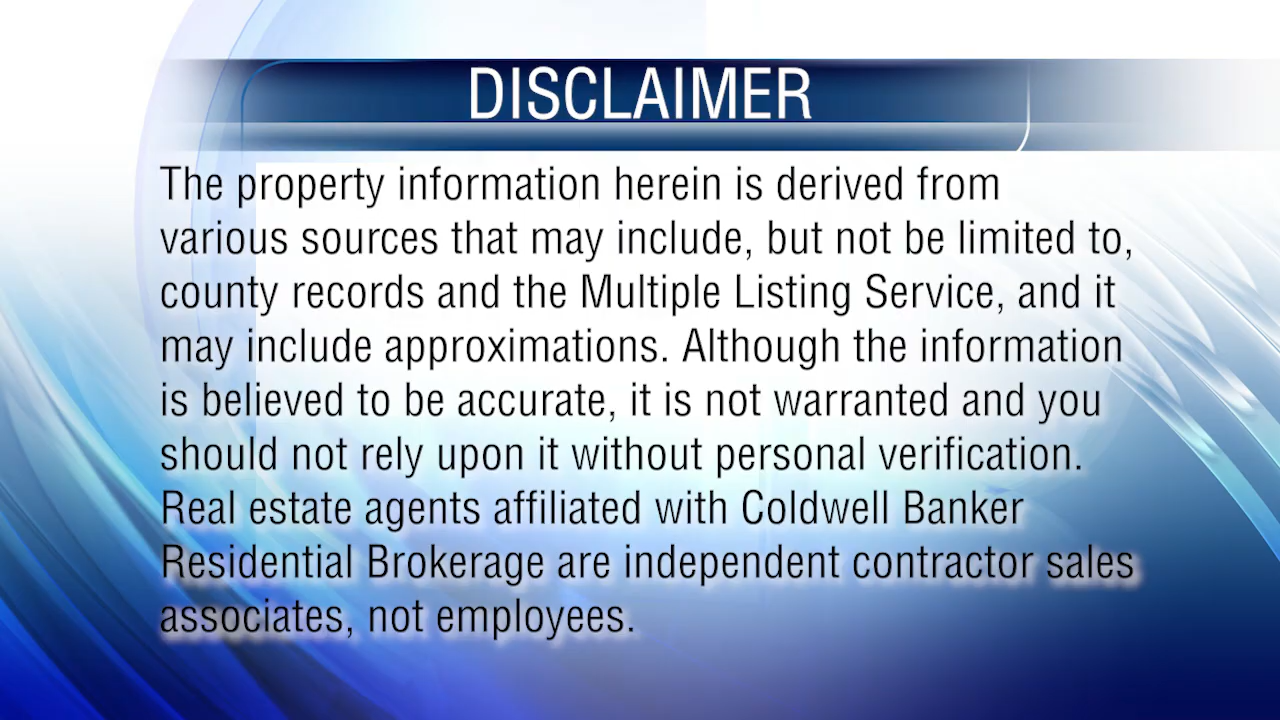 DISCLAIMER
The property information herein is derived from
various sources that may include, but not be limited to,
county records and the Multiple Listing Service, and it
may include approximations. Although the information
is believed to be accurate, it is not warranted and you
should not rely upon it without personal verification.
Real estate agents affiliated with Coldwell Banker
Residential Brokerage are independent contractor sales
associates, not employees.